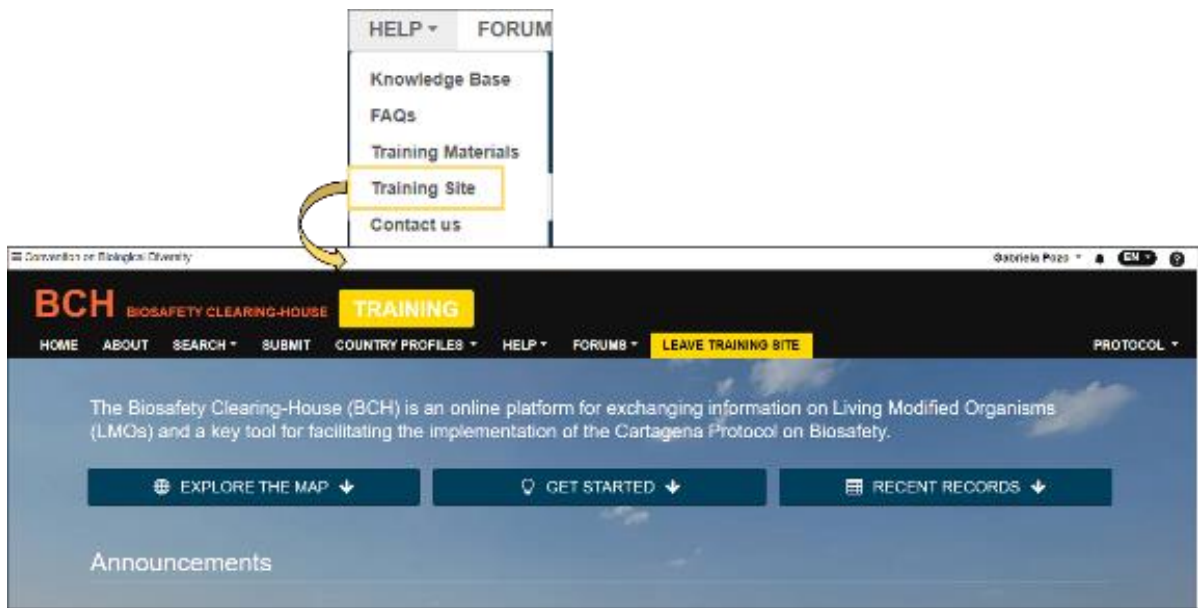 HELP FORUM
Knowledge Base
FAQs
Training Materials
Training Site
Contact us
Convention on Biological Diversity Gabriela Pozo EN
BCH BIOSAFETY CLEARING-HOUSE TRAINING
HOME ABOUT SEARCH SUBMIT COUNTRY PROFILES HELP FORUMS LEAVE TRAINING SITE PROTOCOL
The Biosafety Clearing-House (BCH) is an online platform for exchanging information on Living Modified Organisms
(LMOs) and a key tool for facilitating the implementation of the Cartagena Protocol on Biosafety.
EXPLORE THE MAP GET STARTED RECENT RECORDS
Announcements